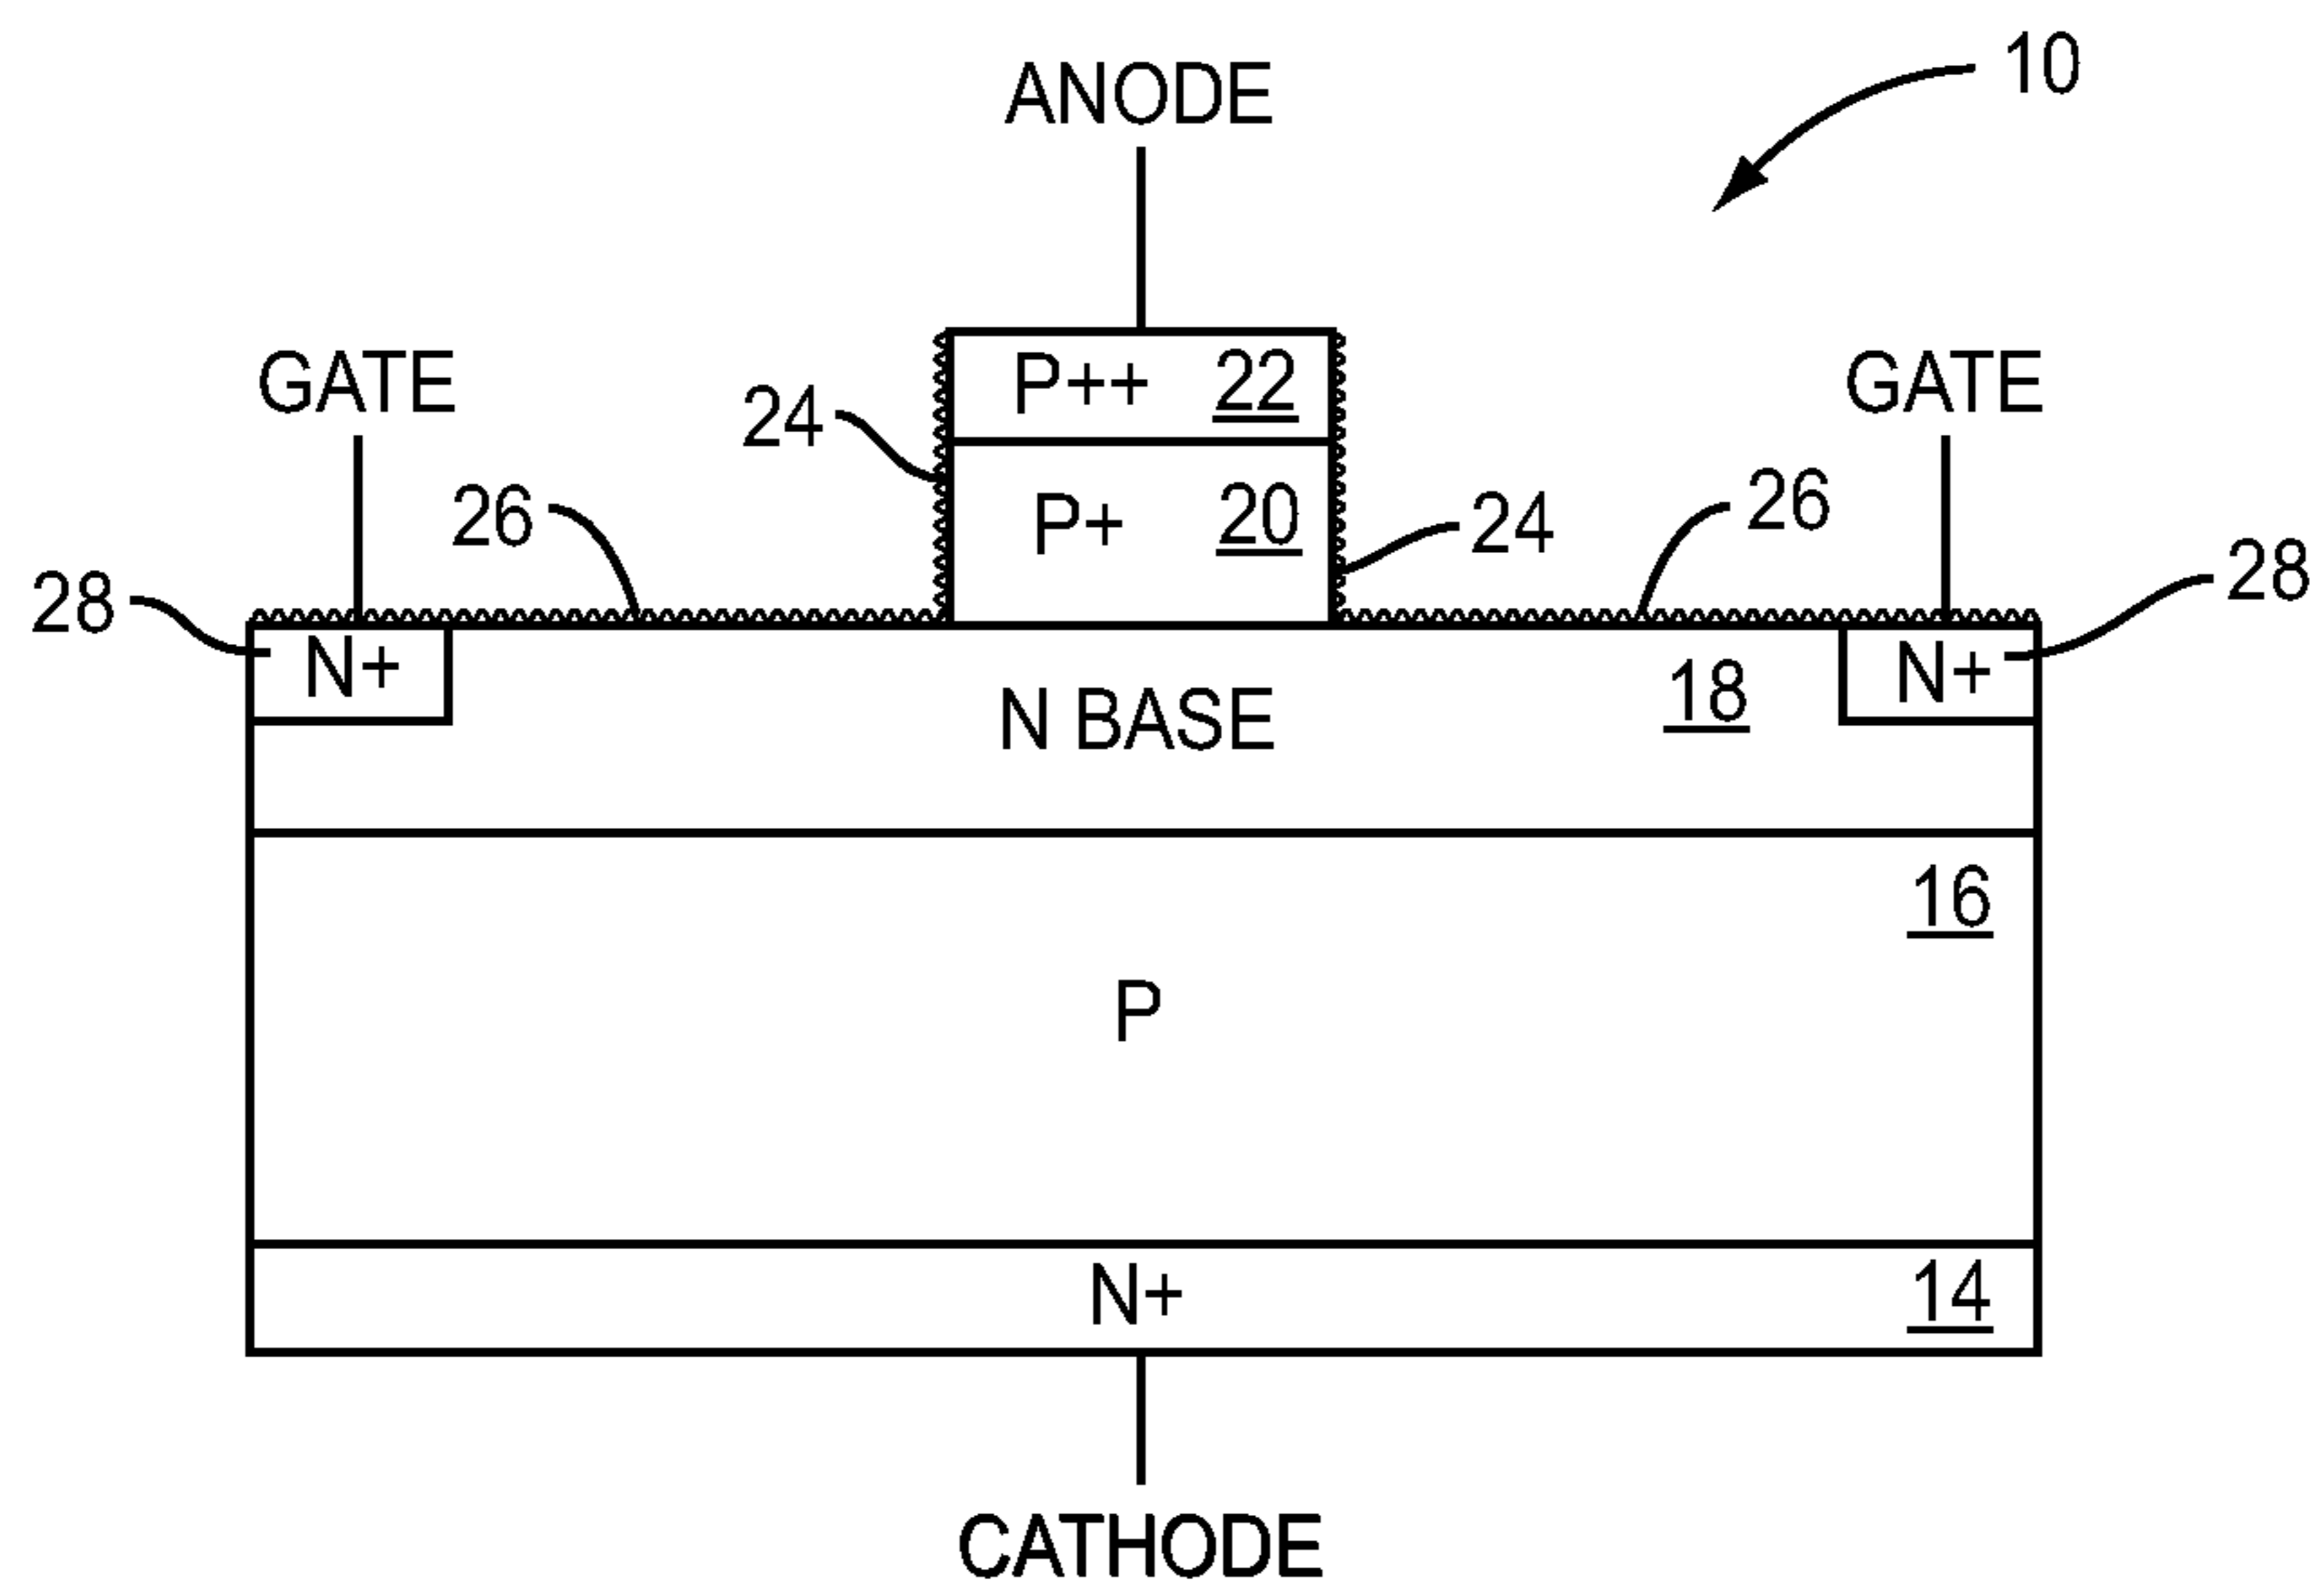 10
ANODE
GATE
GATE
P++ 22
24
26
P+ 20
24
26
28
28
N+
N+
18
N BASE
16
P
N+
14
CATHODE